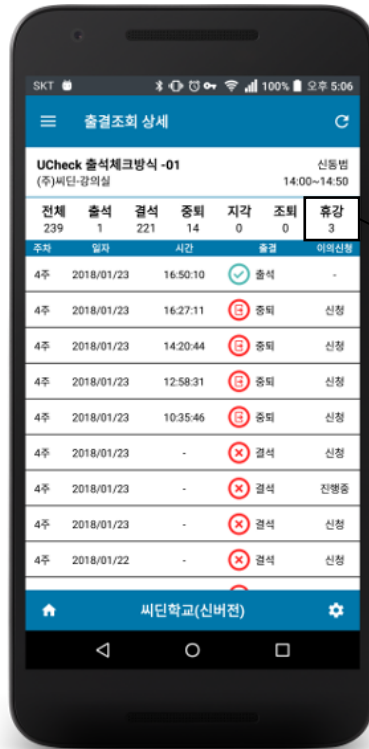 SKT 100% 오후 5:06
출결조회 상세
UCheck 출석체크방식 -01 신동범
(주)씨딘-강의실 14:00~14:50
전체 출석 결석 중퇴 지각 조퇴 휴강
239 1 221 14 0 0 3
주차 일자 시간 출결 이의신청
4주 2018/01/23 16:50:10 출석 -
4주 2018/01/23 16:27:11 중퇴 신청
4주 2018/01/23 14:20:44 중퇴 신청
4주 2018/01/23 12:58:31 중퇴 신청
4주 2018/01/23 10:35:46 중퇴 신청
4주 2018/01/23 - 결석 신청
4주 2018/01/23 - 결석 진행중
4주 2018/01/23 - 결석 신청
4주 2018/01/22 - 결석 신청
씨딘학교(신버전)